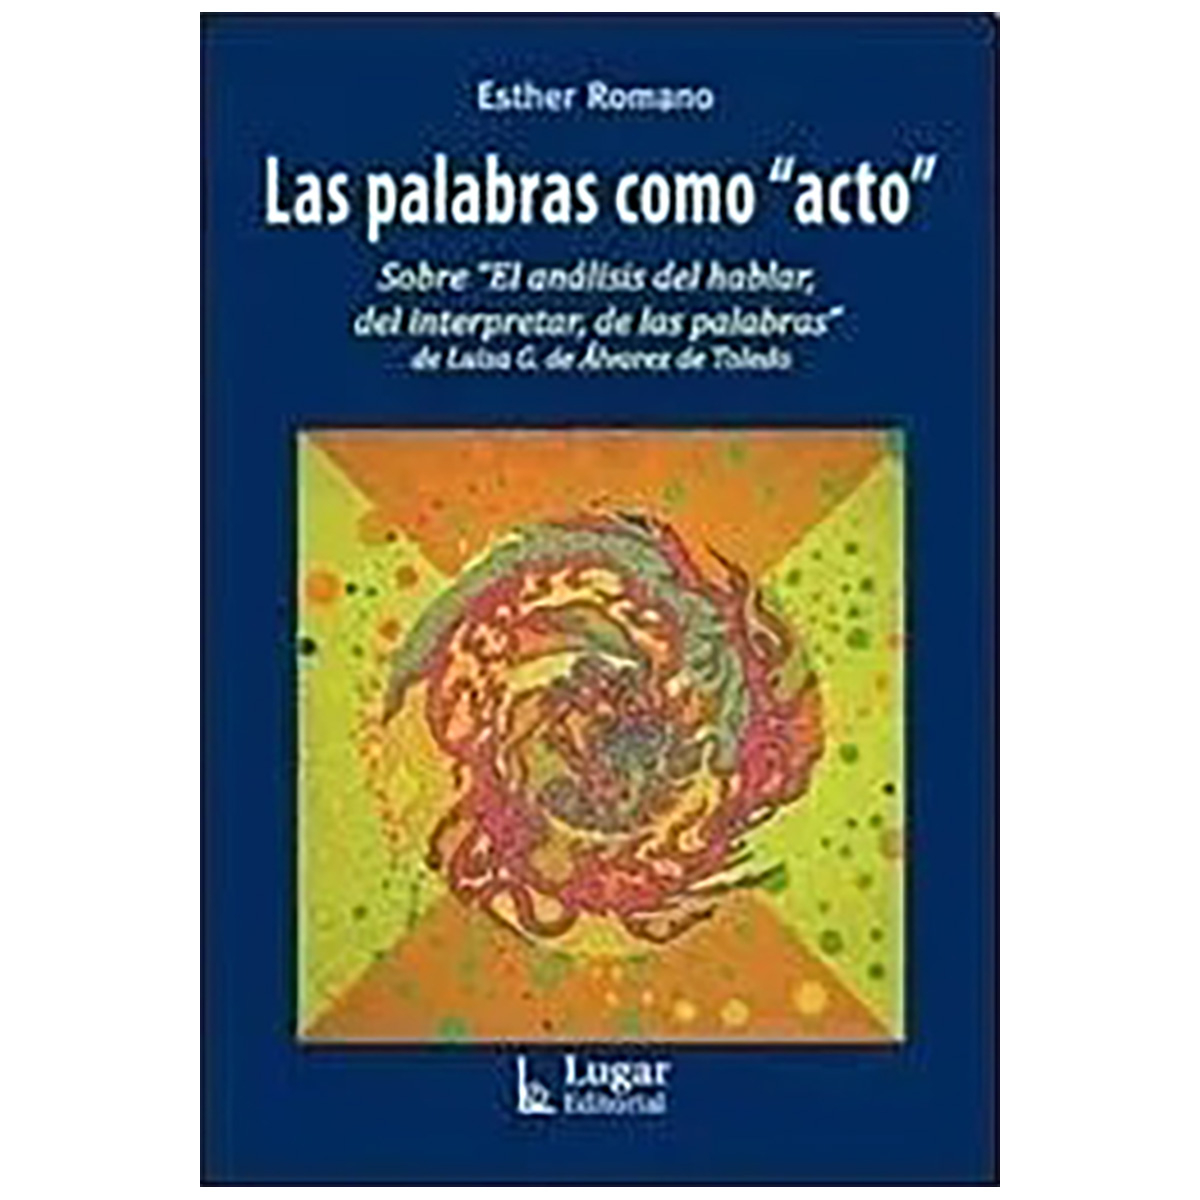 Esther Romano
Las palabras como “acto”
Sobre “El análisis del hablar,
del interpretar, de las palabras”
de Luisa G. de Álvarez de Toledo
Lugar
Editorial